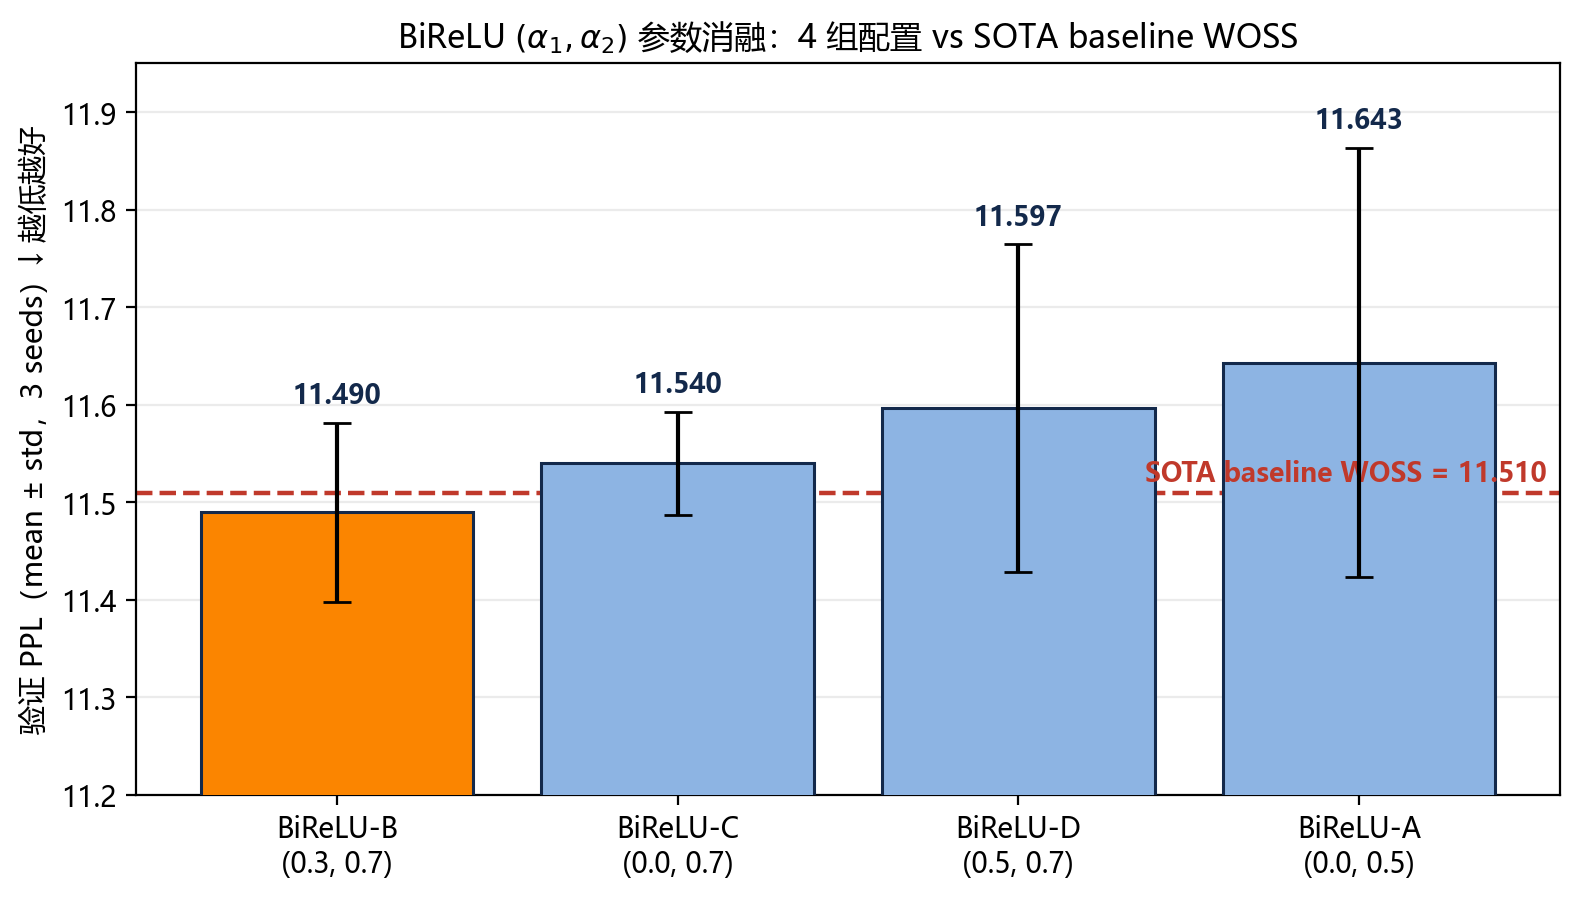 BiReLU (α₁, α₂) 参数消融：4 组配置 vs SOTA baseline WOSS
验证 PPL（mean ± std，3 seeds）↓越低越好
11.9
11.8
11.7
11.6
11.5
11.4
11.3
11.2
11.490
11.540
11.597
11.643
SOTA baseline WOSS = 11.510
BiReLU-B
(0.3, 0.7)
BiReLU-C
(0.0, 0.7)
BiReLU-D
(0.5, 0.7)
BiReLU-A
(0.0, 0.5)